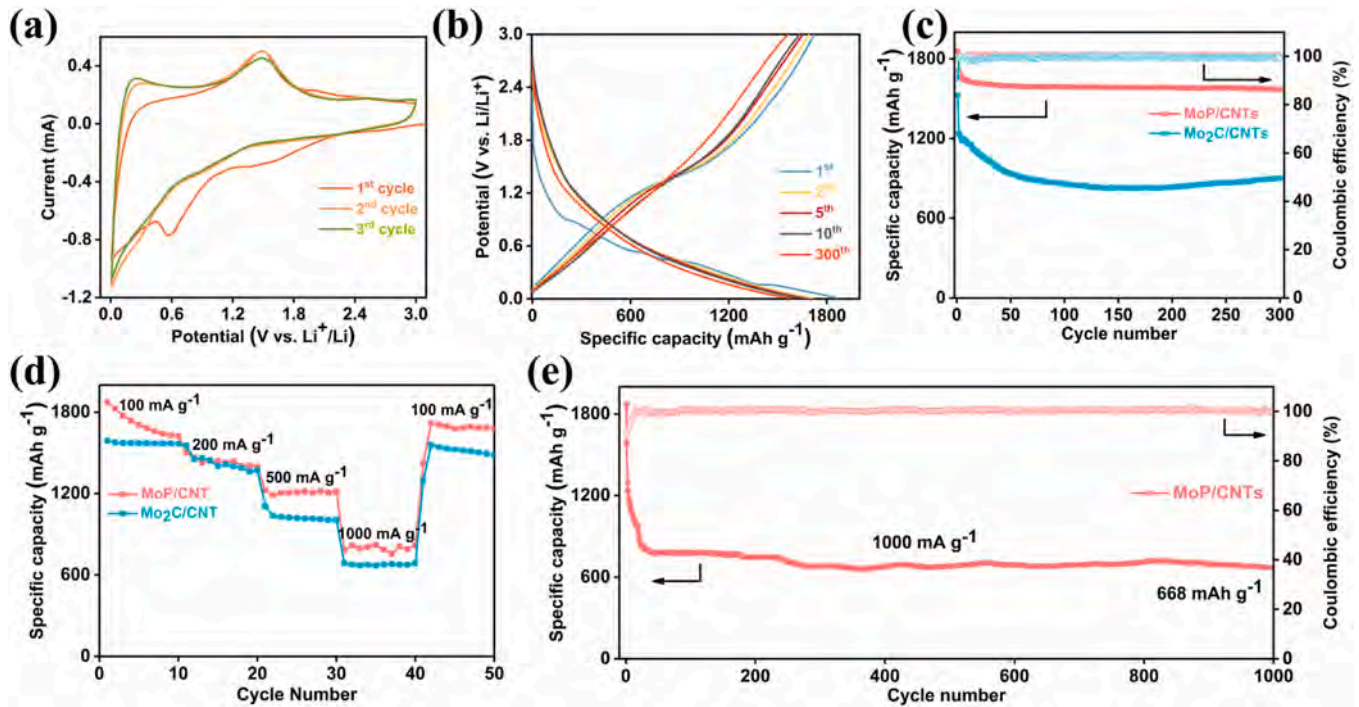 (a)
Current (mA)
0.4
0.0
-0.4
-0.8
-1.2
1st cycle
2nd cycle
3rd cycle
0.0 0.6 1.2 1.8 2.4 3.0
Potential (V vs. Li+/Li)
(b)
Potential (V vs. Li/Li+)
3.0
2.4
1.8
1.2
0.6
0.0
1st
2nd
5th
10th
300th
0 600 1200 1800
Specific capacity (mAh g-1)
(c)
Specific capacity (mAh g-1)
1800
1200
600
0
MoP/CNTs
Mo2C/CNTs
100
80
60
40
20
0
Coulombic efficiency (%)
0 50 100 150 200 250 300
Cycle number
(d)
Specific capacity (mAh g-1)
1800
1200
600
0
100 mA g-1
200 mA g-1
500 mA g-1
1000 mA g-1
100 mA g-1
MoP/CNT
Mo2C/CNT
0 10 20 30 40 50
Cycle Number
(e)
Specific capacity (mAh g-1)
1800
1200
600
0
MoP/CNTs
1000 mA g-1
668 mAh g-1
100
80
60
40
20
0
Coulombic efficiency (%)
0 200 400 600 800 1000
Cycle number